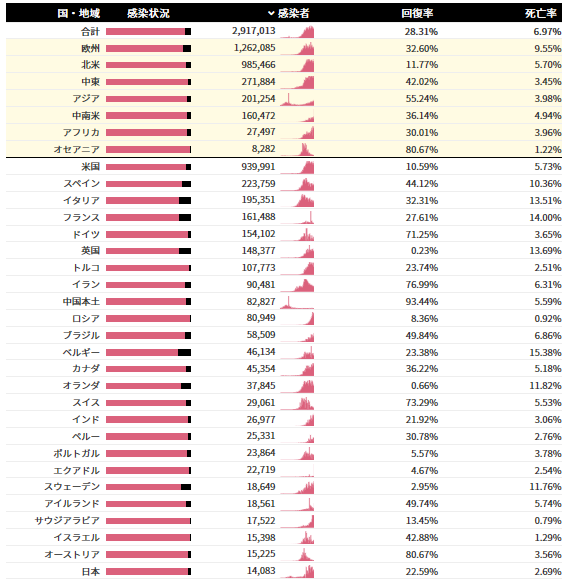 国・地域 感染状況 感染者 回復率 死亡率
合計 2,917,013 28.31% 6.97%
欧州 1,262,085 32.60% 9.55%
北米 985,466 11.77% 5.70%
中東 271,884 42.02% 3.45%
アジア 201,254 55.24% 3.98%
中南米 160,472 36.14% 4.94%
アフリカ 27,497 30.01% 3.96%
オセアニア 8,282 80.67% 1.22%
米国 939,991 10.59% 5.73%
スペイン 223,759 44.12% 10.36%
イタリア 195,351 32.31% 13.51%
フランス 161,488 27.61% 14.00%
ドイツ 154,102 71.25% 3.65%
英国 148,377 0.23% 13.69%
トルコ 107,773 23.74% 2.51%
イラン 90,481 76.99% 6.31%
中国本土 82,827 93.44% 5.59%
ロシア 80,949 8.36% 0.92%
ブラジル 58,509 49.84% 6.86%
ベルギー 46,134 23.38% 15.38%
カナダ 45,354 36.22% 5.18%
オランダ 37,845 0.66% 11.82%
スイス 29,061 73.29% 5.53%
インド 26,977 21.92% 3.06%
ペルー 25,331 30.78% 2.76%
ポルトガル 23,864 5.57% 3.78%
エクアドル 22,719 4.67% 2.54%
スウェーデン 18,649 2.95% 11.76%
アイルランド 18,561 49.74% 5.74%
サウジアラビア 17,522 13.45% 0.79%
イスラエル 15,398 42.88% 1.29%
オーストリア 15,225 80.67% 3.56%
日本 14,083 22.59% 2.69%